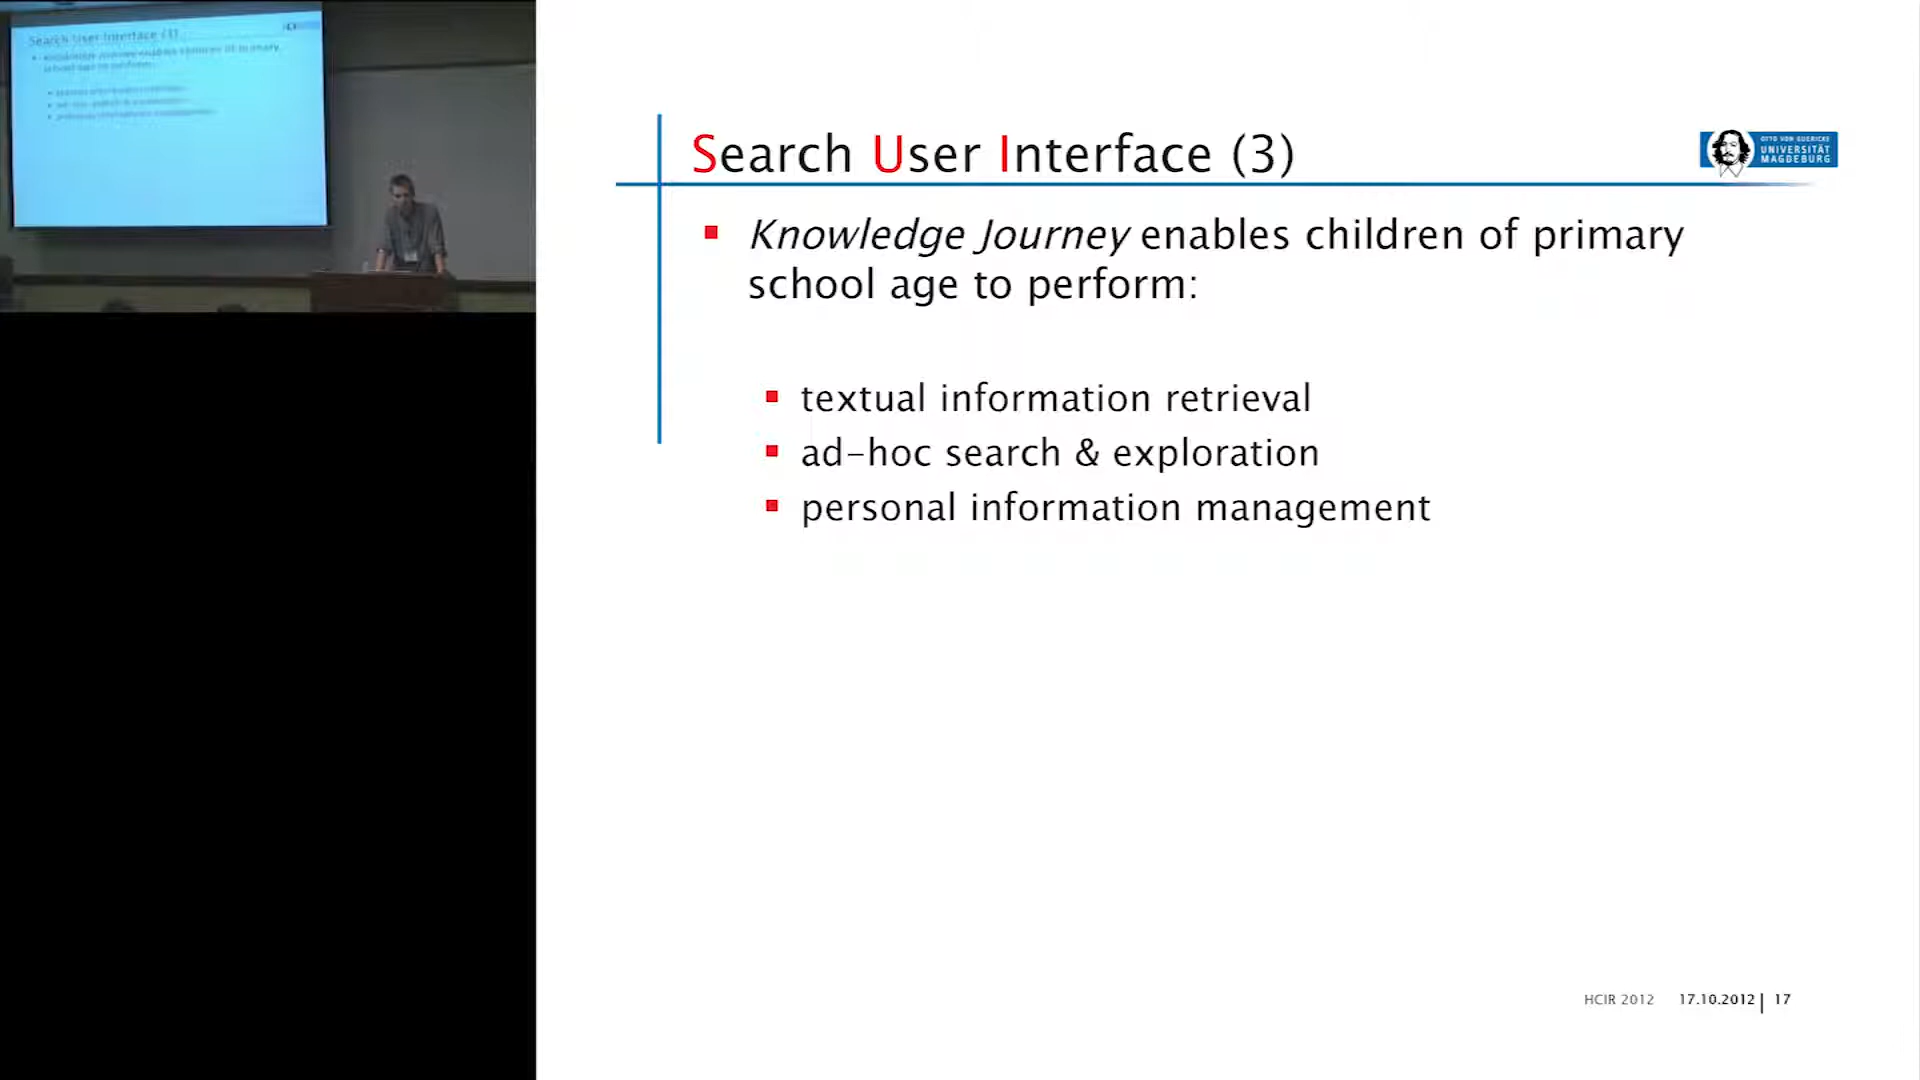 Search User Interface (3)
OTTO VON GUERICKE
UNIVERSITÄT
MAGDEBURG
Knowledge Journey enables children of primary
school age to perform:
textual information retrieval
ad-hoc search & exploration
personal information management
HCIR 2012 17.10.2012 | 17